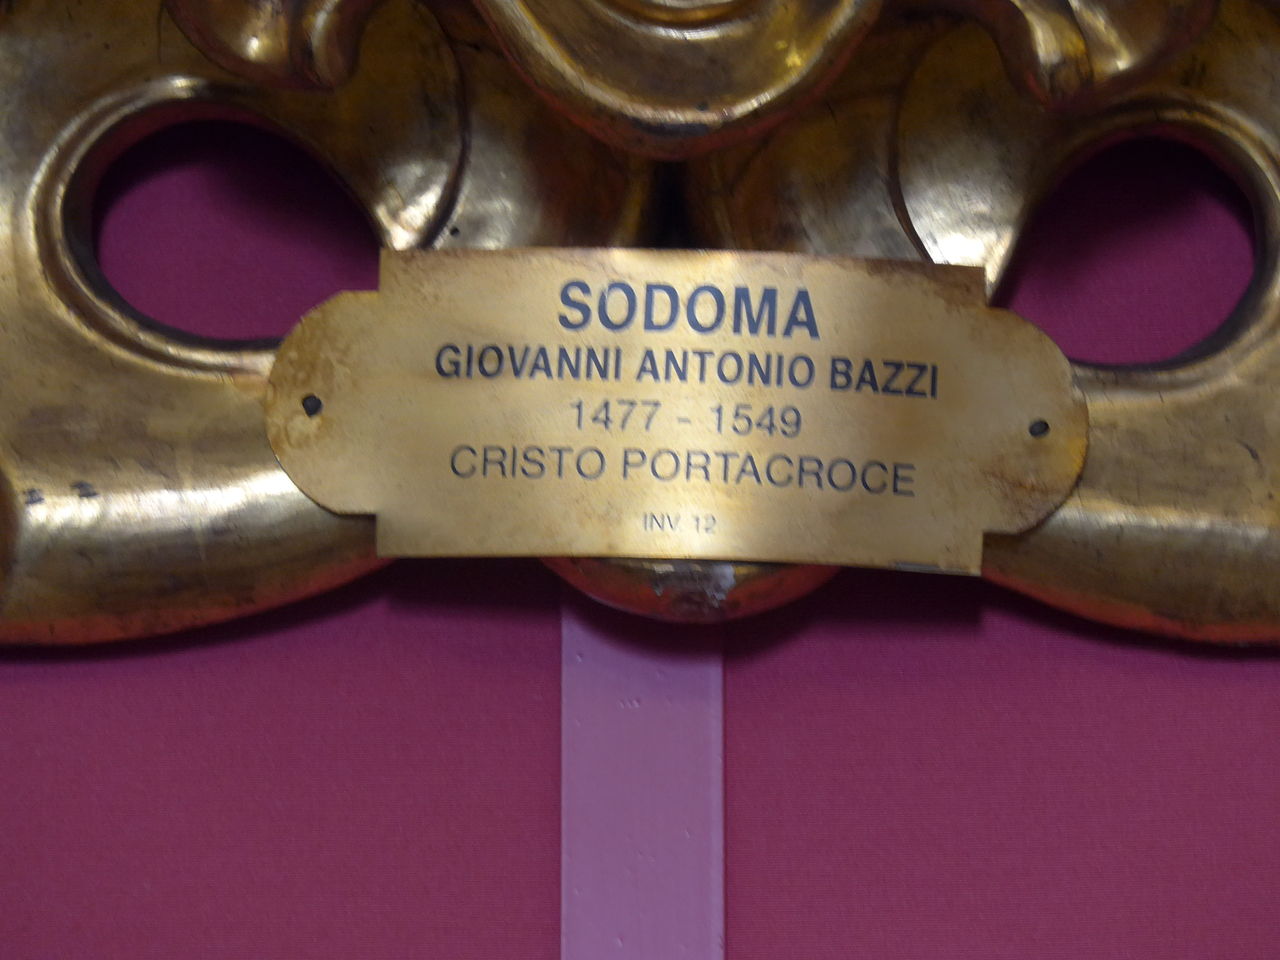 SODOMA
GIOVANNI ANTONIO BAZZI
1477 - 1549
CRISTO PORTACROCE
INV. 12